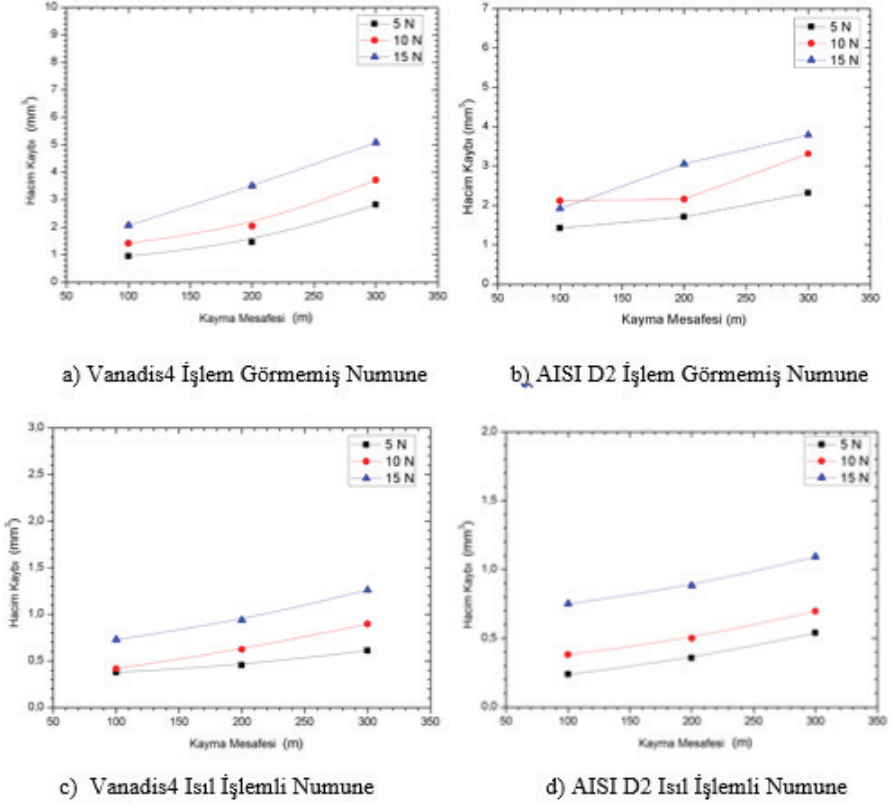 10
9
8
7
6
5
4
3
2
1
0
Hacim Kaybı (mm³)
5 N
10 N
15 N
50 100 150 200 250 300 350
Kayma Mesafesi (m)
a) Vanadis4 İşlem Görmemiş Numune
7
6
5
4
3
2
1
0
Hacim Kaybı (mm³)
5 N
10 N
15 N
50 100 150 200 250 300 350
Kayma Mesafesi (m)
b) AISI D2 İşlem Görmemiş Numune
3,0
2,5
2,0
1,5
1,0
0,5
0,0
Hacim Kaybı (mm³)
5 N
10 N
15 N
50 100 150 200 250 300 350
Kayma Mesafesi (m)
c) Vanadis4 Isıl İşlemli Numune
2,0
1,5
1,0
0,5
0,0
Hacim Kaybı (mm³)
5 N
10 N
15 N
50 100 150 200 250 300 350
Kayma Mesafesi (m)
d) AISI D2 Isıl İşlemli Numune